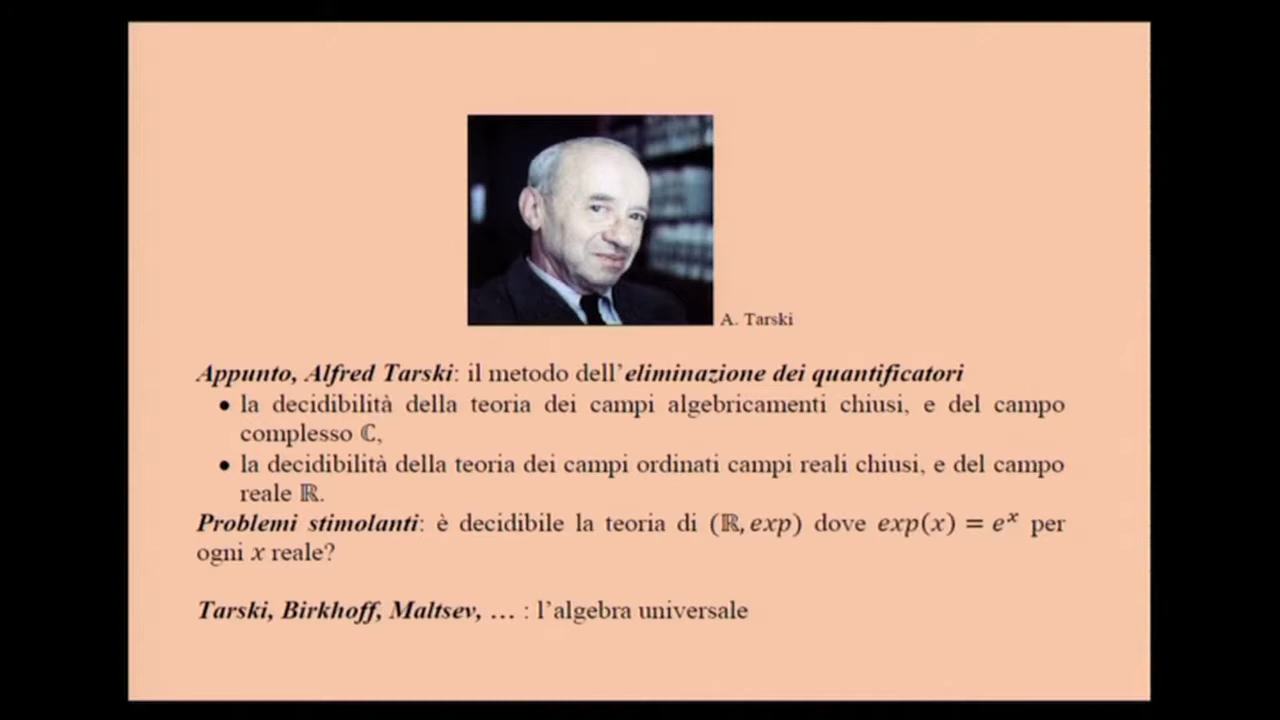 A. Tarski
Appunto, Alfred Tarski: il metodo dell’eliminazione dei quantificatori
• la decidibilità della teoria dei campi algebricamenti chiusi, e del campo
complesso ℂ,
• la decidibilità della teoria dei campi ordinati campi reali chiusi, e del campo
reale ℝ.
Problemi stimolanti: è decidibile la teoria di (ℝ, exp) dove exp(x) = eˣ per
ogni x reale?
Tarski, Birkhoff, Maltsev, … : l’algebra universale